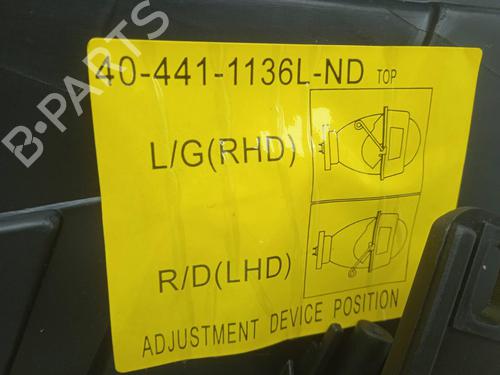 40-441-1136L-ND TOP
L/G(RHD)
R/D(LHD)
ADJUSTMENT DEVICE POSITION
B-PARTS